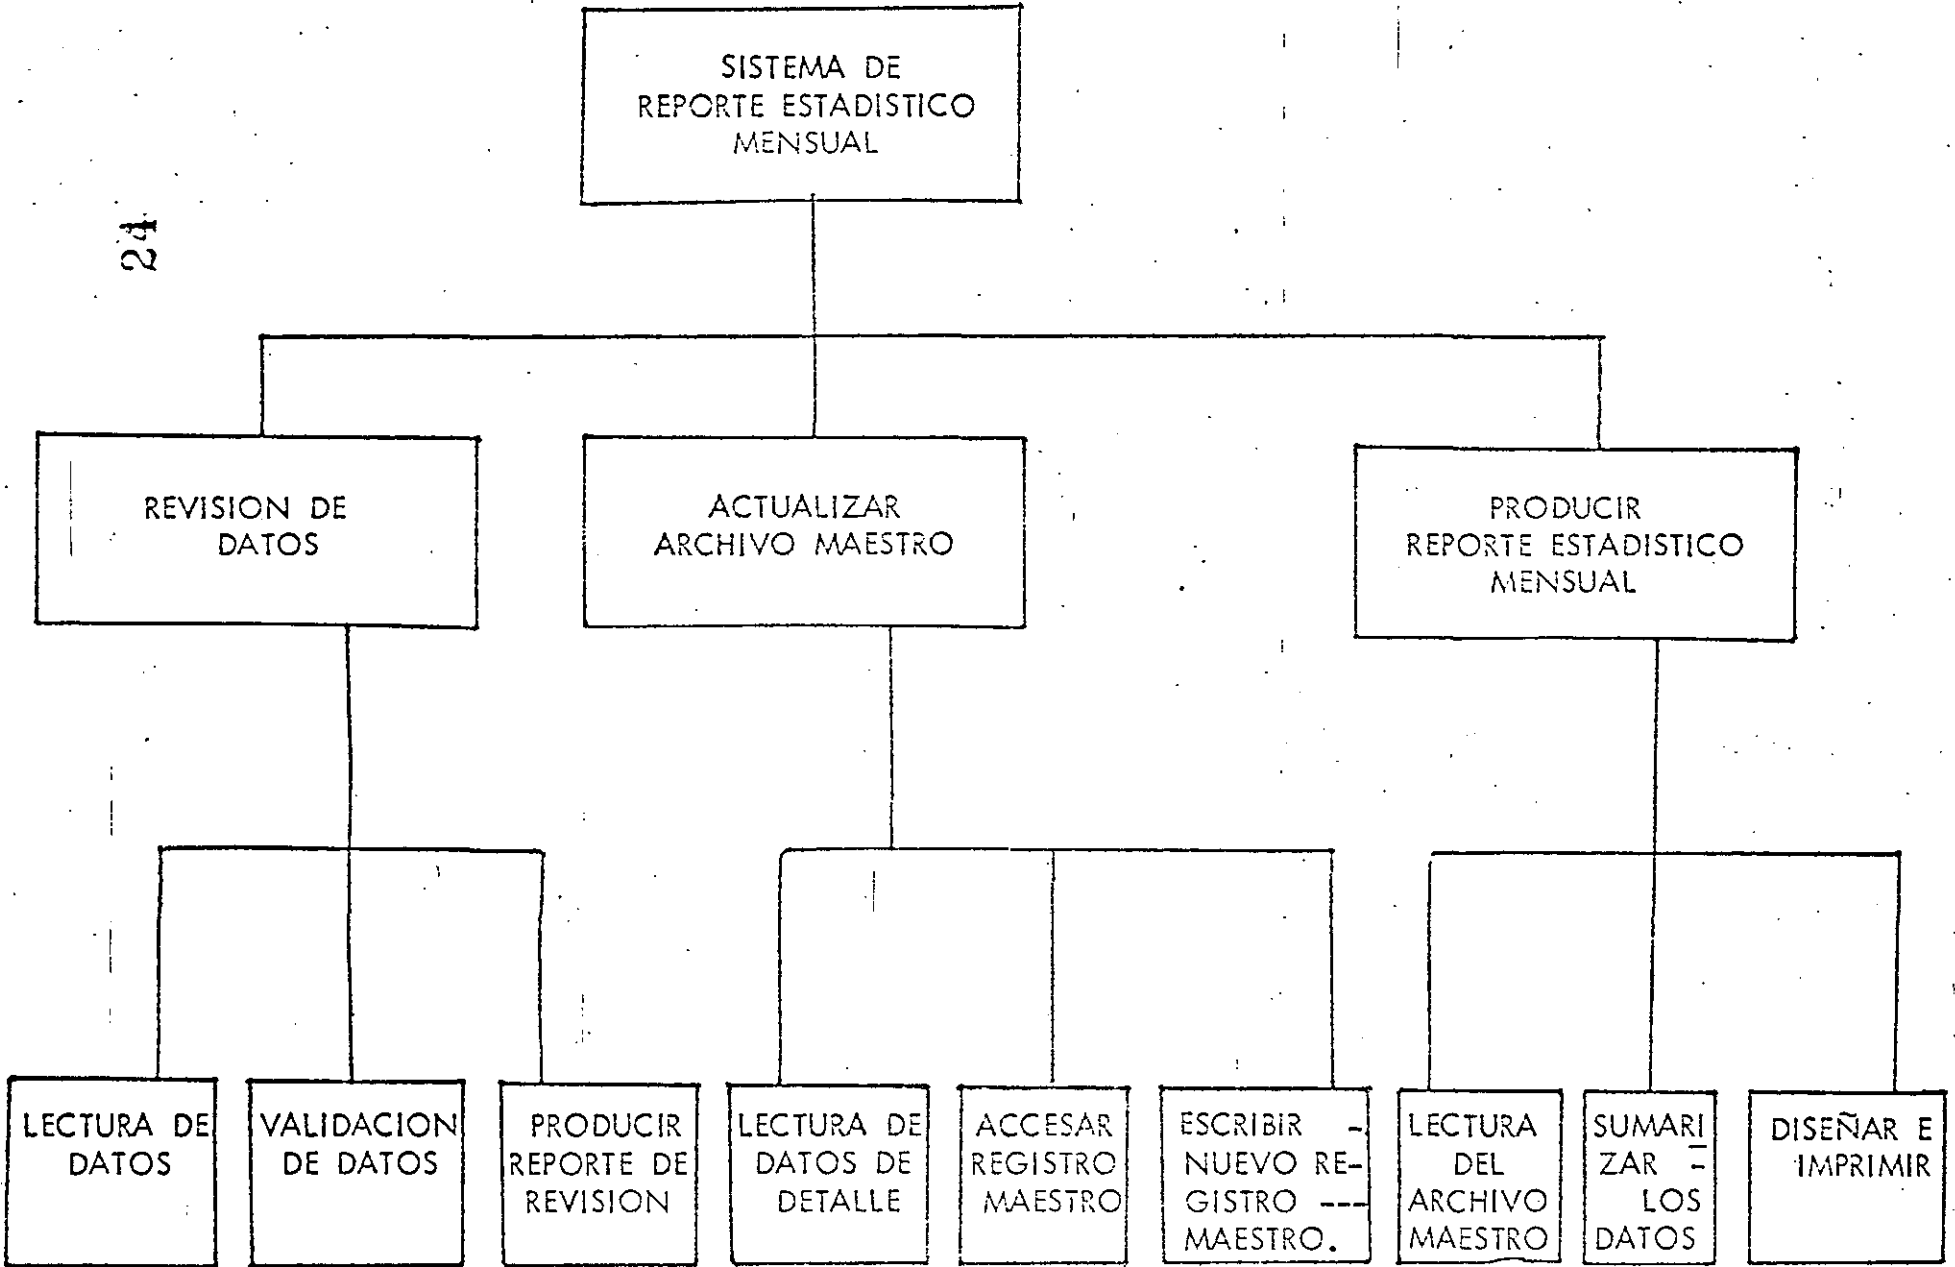 SISTEMA DE
REPORTE ESTADISTICO
MENSUAL
24
REVISION DE
DATOS
ACTUALIZAR
ARCHIVO MAESTRO
PRODUCIR
REPORTE ESTADISTICO
MENSUAL
LECTURA DE
DATOS
VALIDACION
DE DATOS
PRODUCIR
REPORTE DE
REVISION
LECTURA DE
DATOS DE
DETALLE
ACCESAR
REGISTRO
MAESTRO
ESCRIBIR -
NUEVO RE-
GISTRO ---
MAESTRO.
LECTURA
DEL
ARCHIVO
MAESTRO
SUMARI
ZAR -
LOS
DATOS
DISEÑAR E
IMPRIMIR